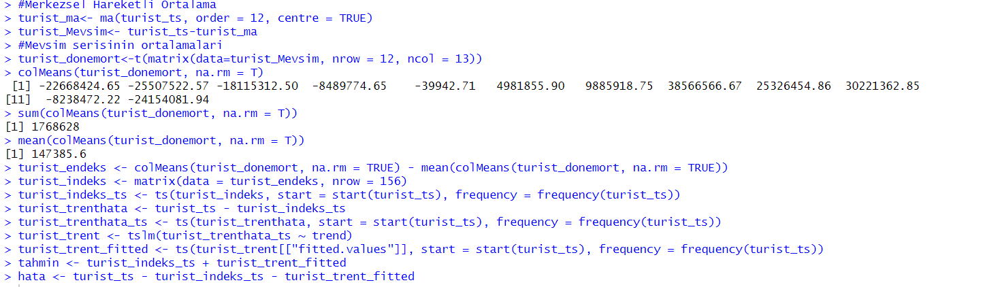 > #Merkezsel Hareketli Ortalama
> turist_ma<- ma(turist_ts, order = 12, centre = TRUE)
> turist_Mevsim<- turist_ts-turist_ma
> #Mevsim serisinin ortalamalari
> turist_donemort<-t(matrix(data=turist_Mevsim, nrow = 12, ncol = 13))
> colMeans(turist_donemort, na.rm = T)
[1] -22668424.65 -25507522.57 -18115312.50 -8489774.65 -39942.71 4981855.90 9885918.75 38566566.67 25326454.86 30221362.85
[11] -8238472.22 -24154081.94
> sum(colMeans(turist_donemort, na.rm = T))
[1] 1768628
> mean(colMeans(turist_donemort, na.rm = T))
[1] 147385.6
> turist_endeks <- colMeans(turist_donemort, na.rm = TRUE) - mean(colMeans(turist_donemort, na.rm = TRUE))
> turist_indeks <- matrix(data = turist_endeks, nrow = 156)
> turist_indeks_ts <- ts(turist_indeks, start = start(turist_ts), frequency = frequency(turist_ts))
> turist_trenthata <- turist_ts - turist_indeks_ts
> turist_trenthata_ts <- ts(turist_trenthata, start = start(turist_ts), frequency = frequency(turist_ts))
> turist_trent <- tslm(turist_trenthata_ts ~ trend)
> turist_trent_fitted <- ts(turist_trent[["fitted.values"]], start = start(turist_ts), frequency = frequency(turist_ts))
> tahmin <- turist_indeks_ts + turist_trent_fitted
> hata <- turist_ts - turist_indeks_ts - turist_trent_fitted